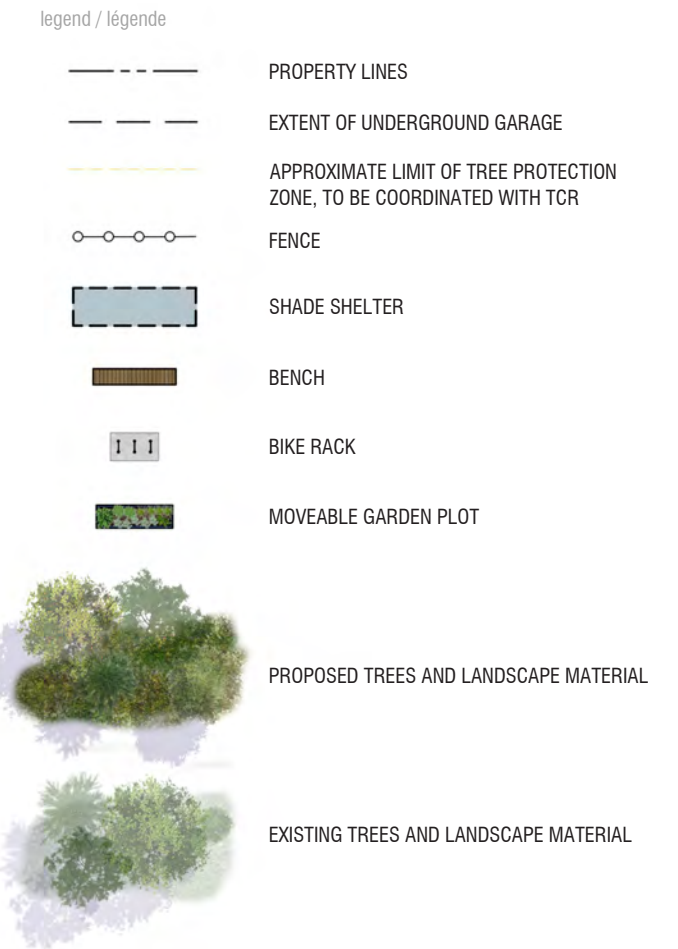 legend / légende
PROPERTY LINES
EXTENT OF UNDERGROUND GARAGE
APPROXIMATE LIMIT OF TREE PROTECTION
ZONE, TO BE COORDINATED WITH TCR
FENCE
SHADE SHELTER
BENCH
BIKE RACK
MOVEABLE GARDEN PLOT
PROPOSED TREES AND LANDSCAPE MATERIAL
EXISTING TREES AND LANDSCAPE MATERIAL